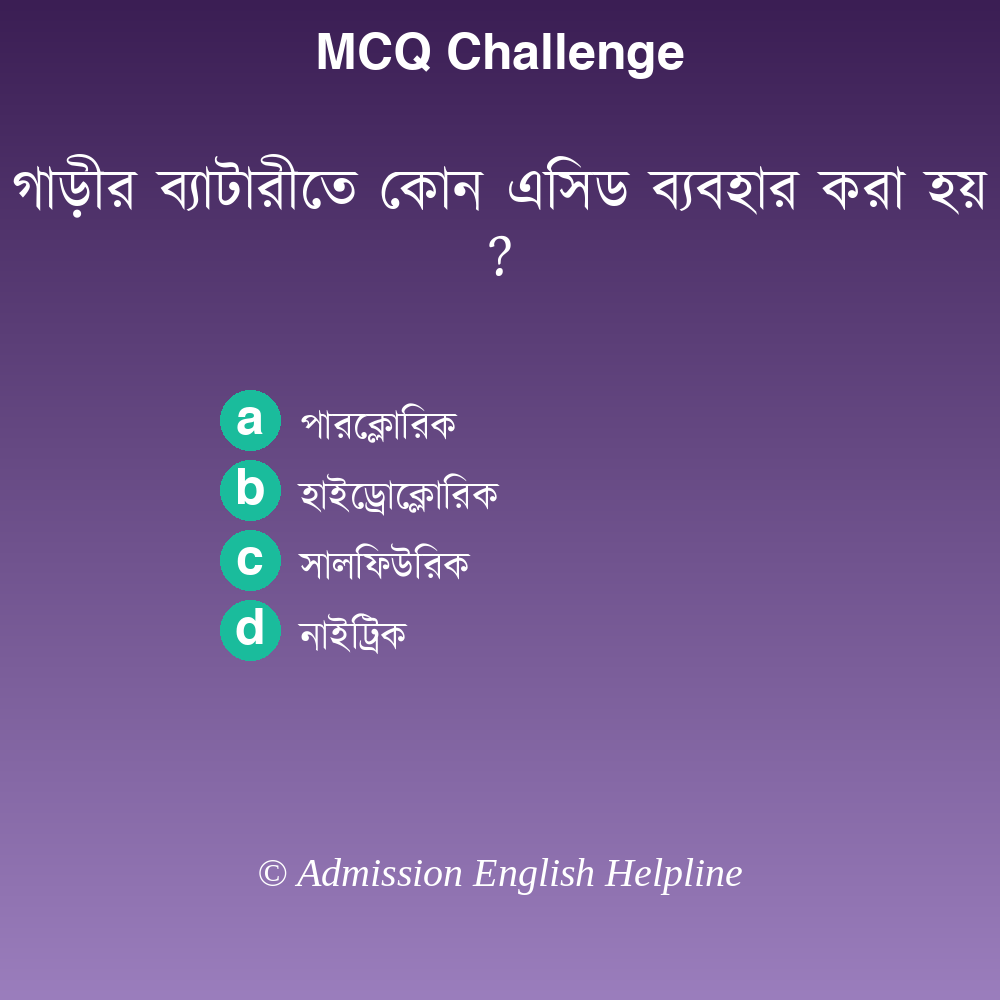 MCQ Challenge
গাড়ীর ব্যাটারীতে কোন এসিড ব্যবহার করা হয়
?
a পারক্লোরিক
b হাইড্রোক্লোরিক
c সালফিউরিক
d নাইট্রিক
© Admission English Helpline